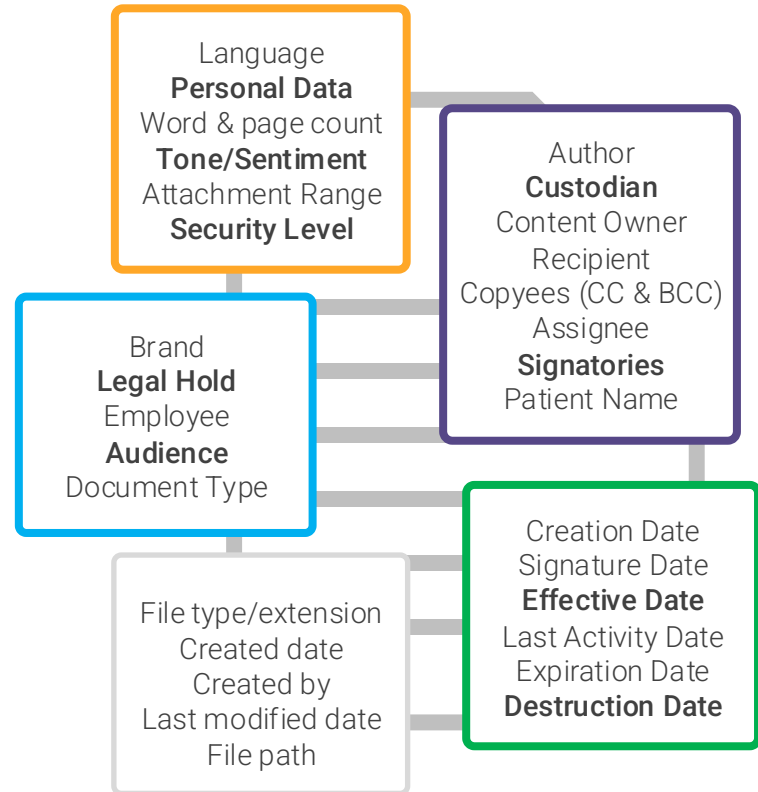 Language
Personal Data
Word & page count
Tone/Sentiment
Attachment Range
Security Level
Author
Custodian
Content Owner
Recipient
Copyees (CC & BCC)
Assignee
Signatories
Patient Name
Brand
Legal Hold
Employee
Audience
Document Type
Creation Date
Signature Date
Effective Date
Last Activity Date
Expiration Date
Destruction Date
File type/extension
Created date
Created by
Last modified date
File path